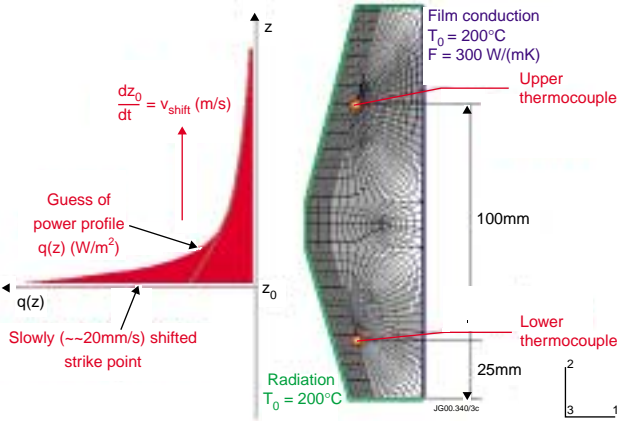 z
Film conduction
T₀ = 200°C
F = 300 W/(mK)
dz₀
dt
= v_shift (m/s)
Upper
thermocouple
Guess of
power profile
q(z) (W/m²)
100mm
q(z)
z₀
Slowly (~~20mm/s) shifted
strike point
Lower
thermocouple
Radiation
T₀ = 200°C
25mm
JG00.340/3c
2
3
1